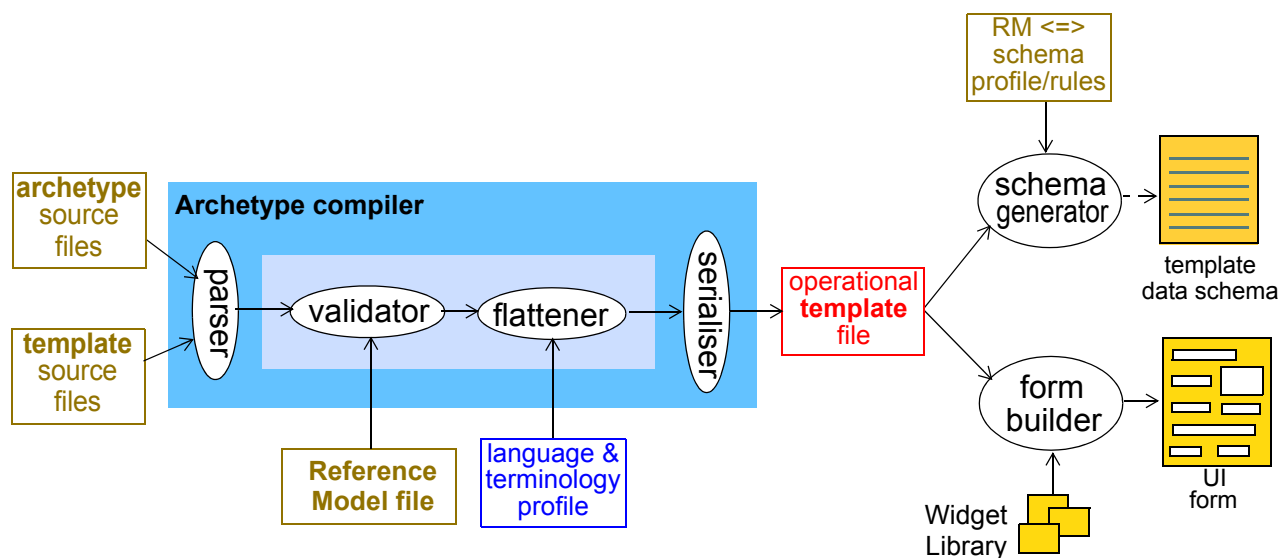 RM <=>
schema
profile/rules
archetype
source
files
Archetype compiler
schema
generator
parser
validator
flattener
serialiser
operational
template
file
template
data schema
template
source
files
form
builder
Reference
Model file
language &
terminology
profile
UI
form
Widget
Library